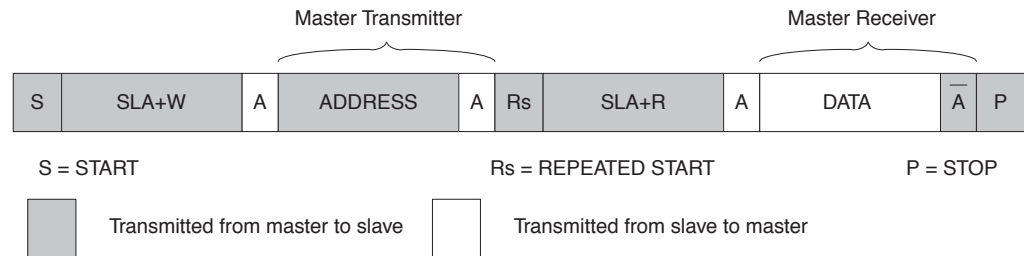 Master Transmitter Master Receiver
S SLA+W A ADDRESS A Rs SLA+R A DATA A̅ P
S = START Rs = REPEATED START P = STOP
Transmitted from master to slave Transmitted from slave to master